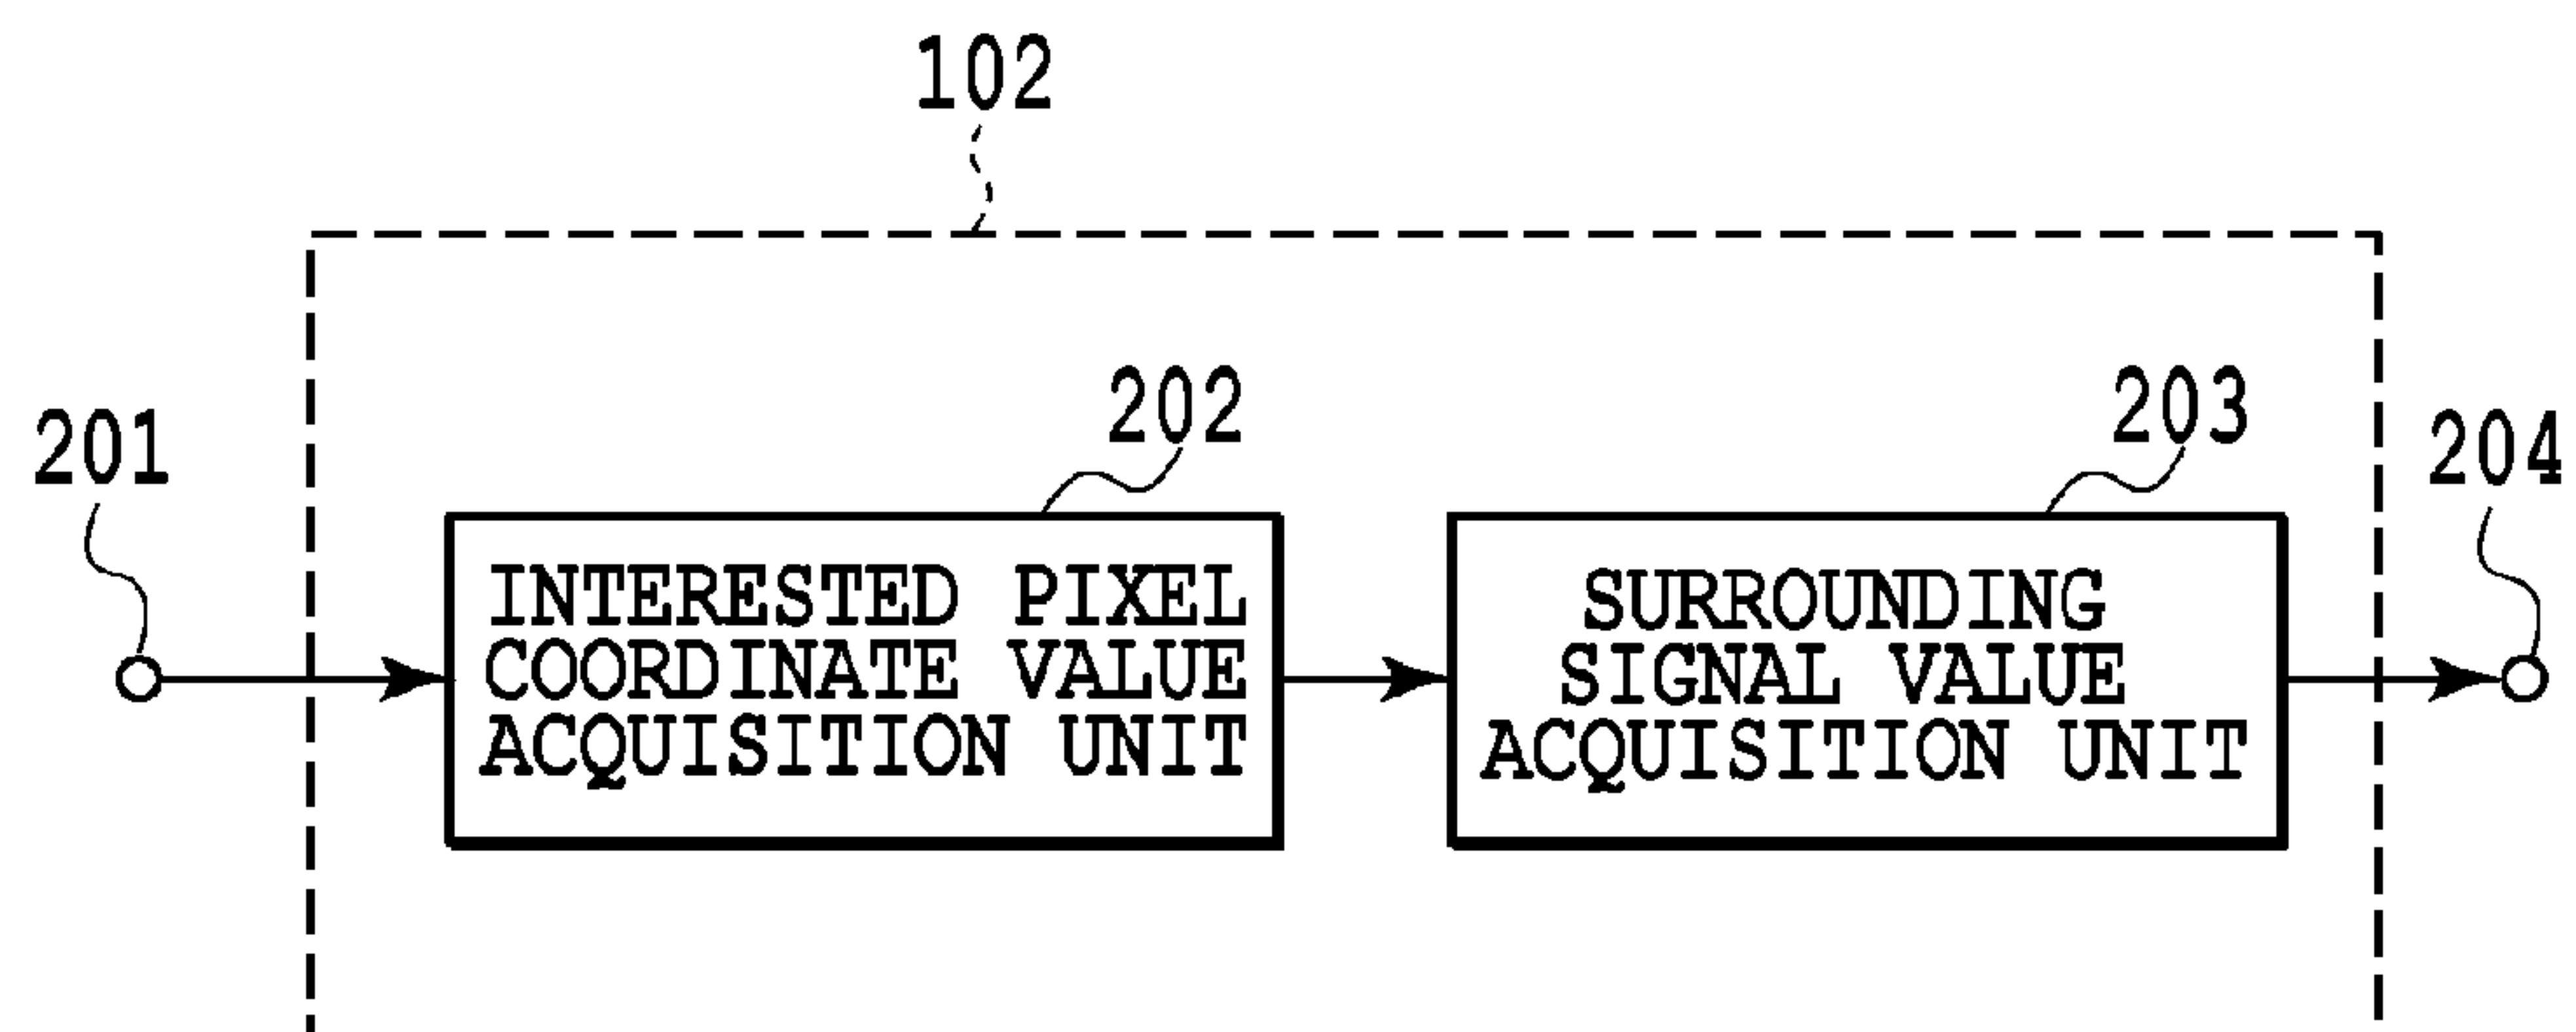 102
201
202
203
204
INTERESTED PIXEL
COORDINATE VALUE
ACQUISITION UNIT
SURROUNDING
SIGNAL VALUE
ACQUISITION UNIT